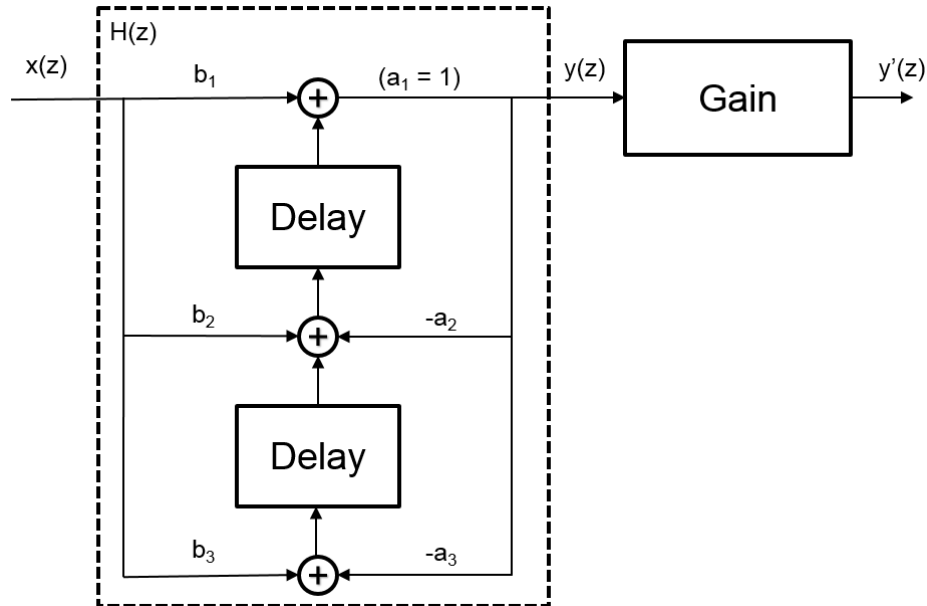 H(z)
x(z)
b₁
(a₁ = 1)
y(z)
Gain
y’(z)
Delay
b₂
-a₂
Delay
b₃
-a₃